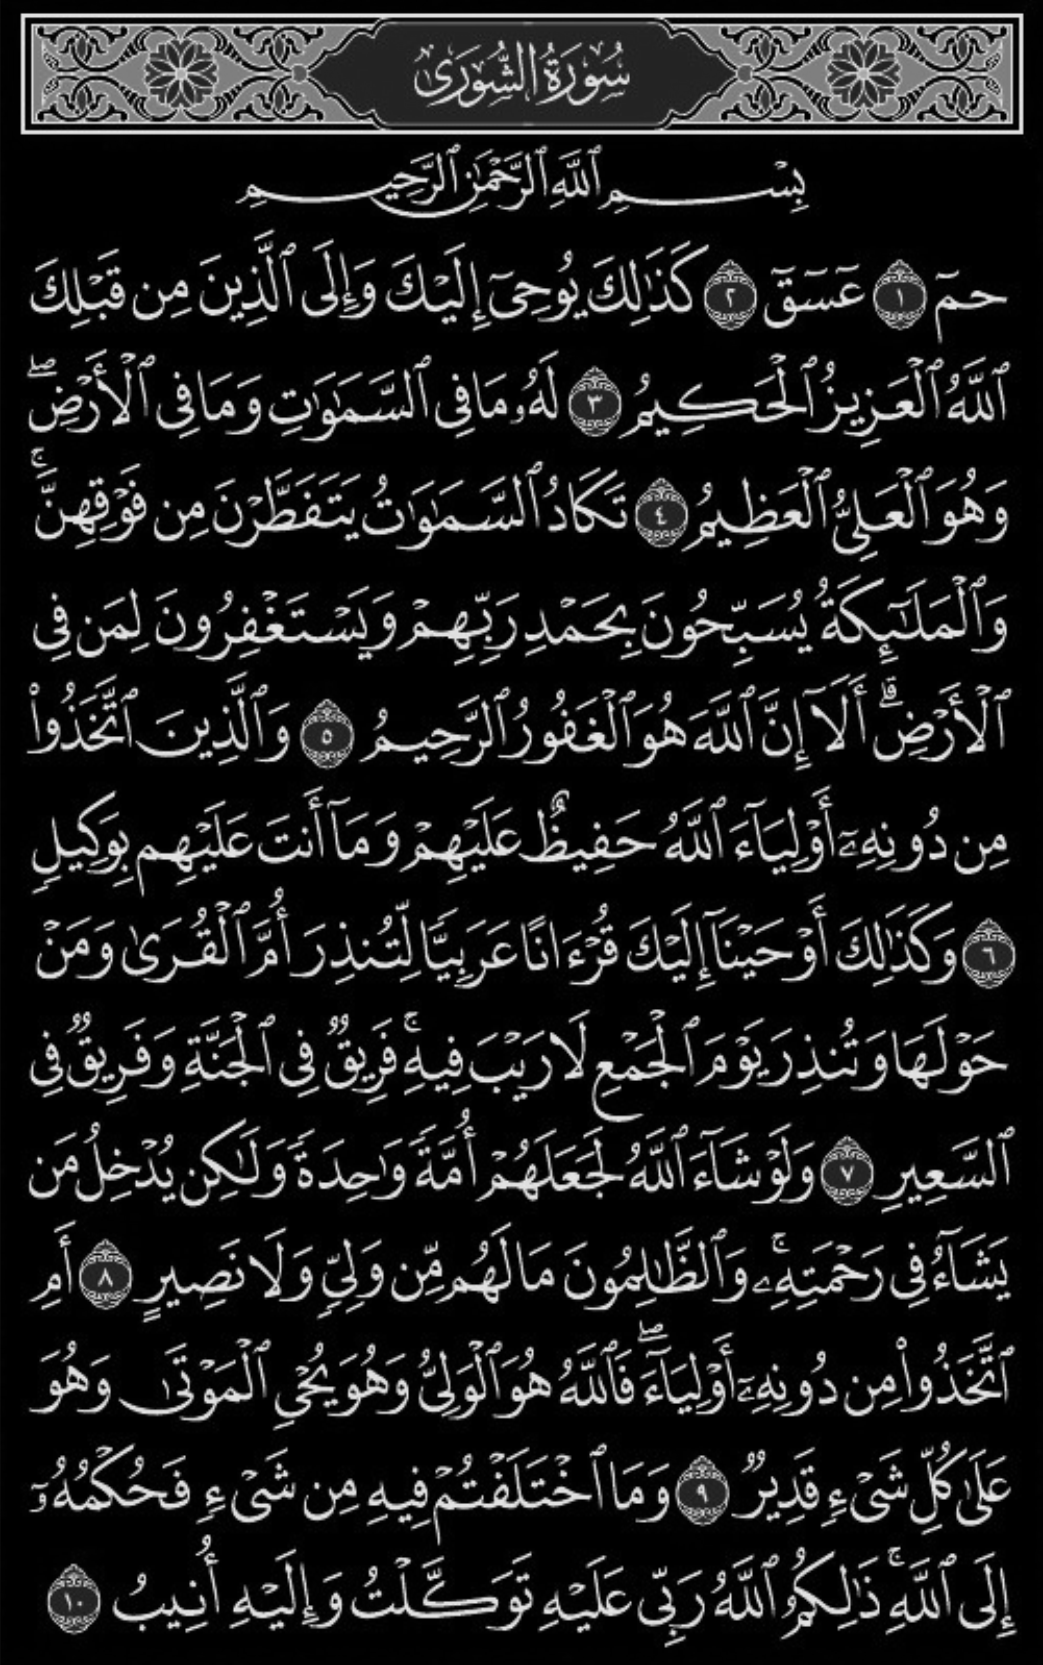 سُورَةُ الشُّورَىٰ
بِسْمِ ٱللَّهِ ٱلرَّحْمَٰنِ ٱلرَّحِيمِ
حمٓ ١ عٓسٓقٓ ٢ كَذَٰلِكَ يُوحِىٓ إِلَيْكَ وَإِلَى ٱلَّذِينَ مِن قَبْلِكَ
ٱللَّهُ ٱلْعَزِيزُ ٱلْحَكِيمُ ٣ لَهُۥ مَا فِى ٱلسَّمَٰوَٰتِ وَمَا فِى ٱلْأَرْضِۖ
وَهُوَ ٱلْعَلِىُّ ٱلْعَظِيمُ ٤ تَكَادُ ٱلسَّمَٰوَٰتُ يَتَفَطَّرْنَ مِن فَوْقِهِنَّۚ
وَٱلْمَلَٰٓئِكَةُ يُسَبِّحُونَ بِحَمْدِ رَبِّهِمْ وَيَسْتَغْفِرُونَ لِمَن فِى
ٱلْأَرْضِۗ أَلَآ إِنَّ ٱللَّهَ هُوَ ٱلْغَفُورُ ٱلرَّحِيمُ ٥ وَٱلَّذِينَ ٱتَّخَذُوا۟
مِن دُونِهِۦٓ أَوْلِيَآءَ ٱللَّهُ حَفِيظٌ عَلَيْهِمْ وَمَآ أَنتَ عَلَيْهِم بِوَكِيلٍ
٦ وَكَذَٰلِكَ أَوْحَيْنَآ إِلَيْكَ قُرْءَانًا عَرَبِيًّا لِّتُنذِرَ أُمَّ ٱلْقُرَىٰ وَمَنْ
حَوْلَهَا وَتُنذِرَ يَوْمَ ٱلْجَمْعِ لَا رَيْبَ فِيهِۚ فَرِيقٌ فِى ٱلْجَنَّةِ وَفَرِيقٌ فِى
ٱلسَّعِيرِ ٧ وَلَوْ شَآءَ ٱللَّهُ لَجَعَلَهُمْ أُمَّةً وَٰحِدَةً وَلَٰكِن يُدْخِلُ مَن
يَشَآءُ فِى رَحْمَتِهِۦۚ وَٱلظَّٰلِمُونَ مَا لَهُم مِّن وَلِىٍّ وَلَا نَصِيرٍ ٨ أَمِ
ٱتَّخَذُوا۟ مِن دُونِهِۦٓ أَوْلِيَآءَۖ فَٱللَّهُ هُوَ ٱلْوَلِىُّ وَهُوَ يُحْىِ ٱلْمَوْتَىٰ وَهُوَ
عَلَىٰ كُلِّ شَىْءٍ قَدِيرٌ ٩ وَمَا ٱخْتَلَفْتُمْ فِيهِ مِن شَىْءٍ فَحُكْمُهُۥٓ
إِلَى ٱللَّهِۚ ذَٰلِكُمُ ٱللَّهُ رَبِّى عَلَيْهِ تَوَكَّلْتُ وَإِلَيْهِ أُنِيبُ ١٠